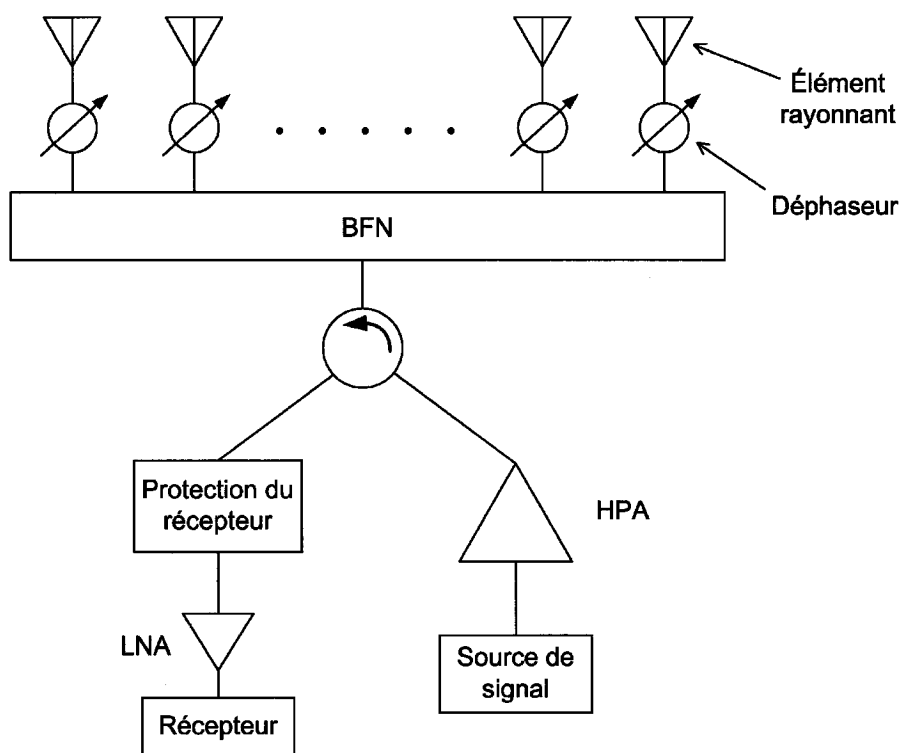 Élément
rayonnant
Déphaseur
BFN
Protection du
récepteur
HPA
LNA
Source de
signal
Récepteur